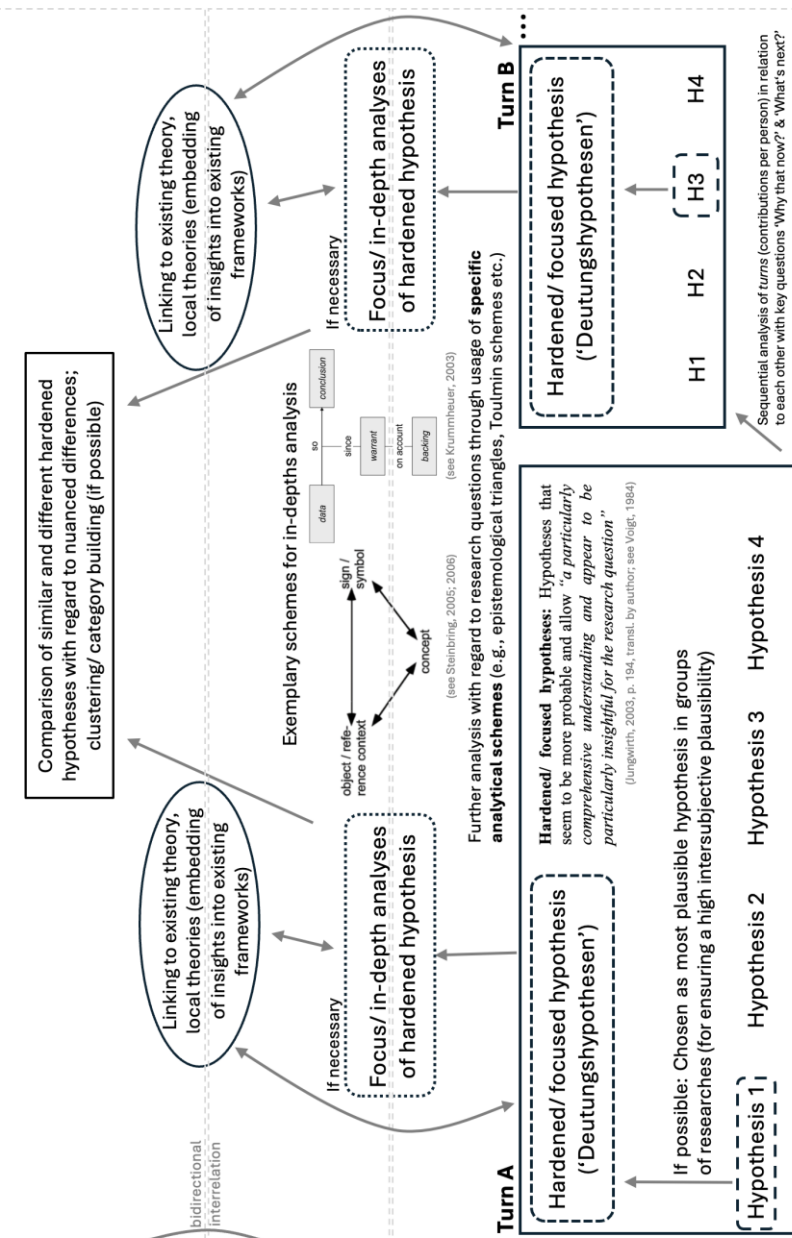 Comparison of similar and different hardened
hypotheses with regard to nuanced differences;
clustering/ category building (if possible)
bidirectional
interrelation
Linking to existing theory,
local theories (embedding
of insights into existing
frameworks)
Linking to existing theory,
local theories (embedding
of insights into existing
frameworks)
If necessary
Focus/ in-depth analyses
of hardened hypothesis
Exemplary schemes for in-depths analysis
object / refe-
rence context
sign /
symbol
concept
(see Steinbring, 2005; 2006)
data
so
conclusion
since
warrant
on account
of
backing
(see Krummheuer, 2003)
If necessary
Focus/ in-depth analyses
of hardened hypothesis
Further analysis with regard to research questions through usage of specific
analytical schemes (e.g., epistemological triangles, Toulmin schemes etc.)
Turn A
Hardened/ focused hypothesis
(‘Deutungshypothesen’)
Hardened/ focused hypotheses: Hypotheses that
seem to be more probable and allow “a particularly
comprehensive understanding and appear to be
particularly insightful for the research question”
(Jungwirth, 2003, p. 194, transl. by author; see Voigt, 1984)
If possible: Chosen as most plausible hypothesis in groups
of researches (for ensuring a high intersubjective plausibility)
Hypothesis 1
Hypothesis 2
Hypothesis 3
Hypothesis 4
Turn B
...
Hardened/ focused hypothesis
(‘Deutungshypothesen’)
H1
H2
H3
H4
Sequential analysis of turns (contributions per person) in relation
to each other with key questions ‘Why that now?’ & ‘What’s next?’